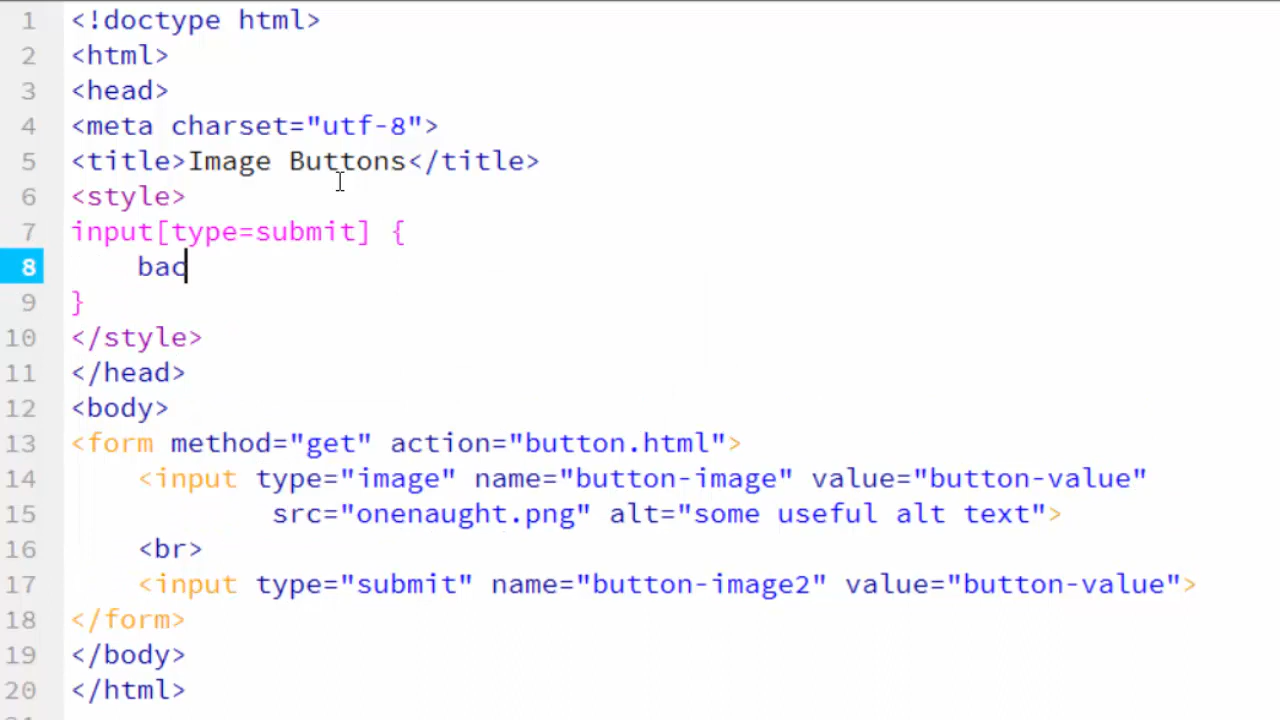 1 <!doctype html>
2 <html>
3 <head>
4 <meta charset="utf-8">
5 <title>Image Buttons</title>
6 <style>
7 input[type=submit] {
8     bac
9 }
10 </style>
11 </head>
12 <body>
13 <form method="get" action="button.html">
14     <input type="image" name="button-image" value="button-value"
15             src="onenaught.png" alt="some useful alt text">
16     <br>
17     <input type="submit" name="button-image2" value="button-value">
18 </form>
19 </body>
20 </html>